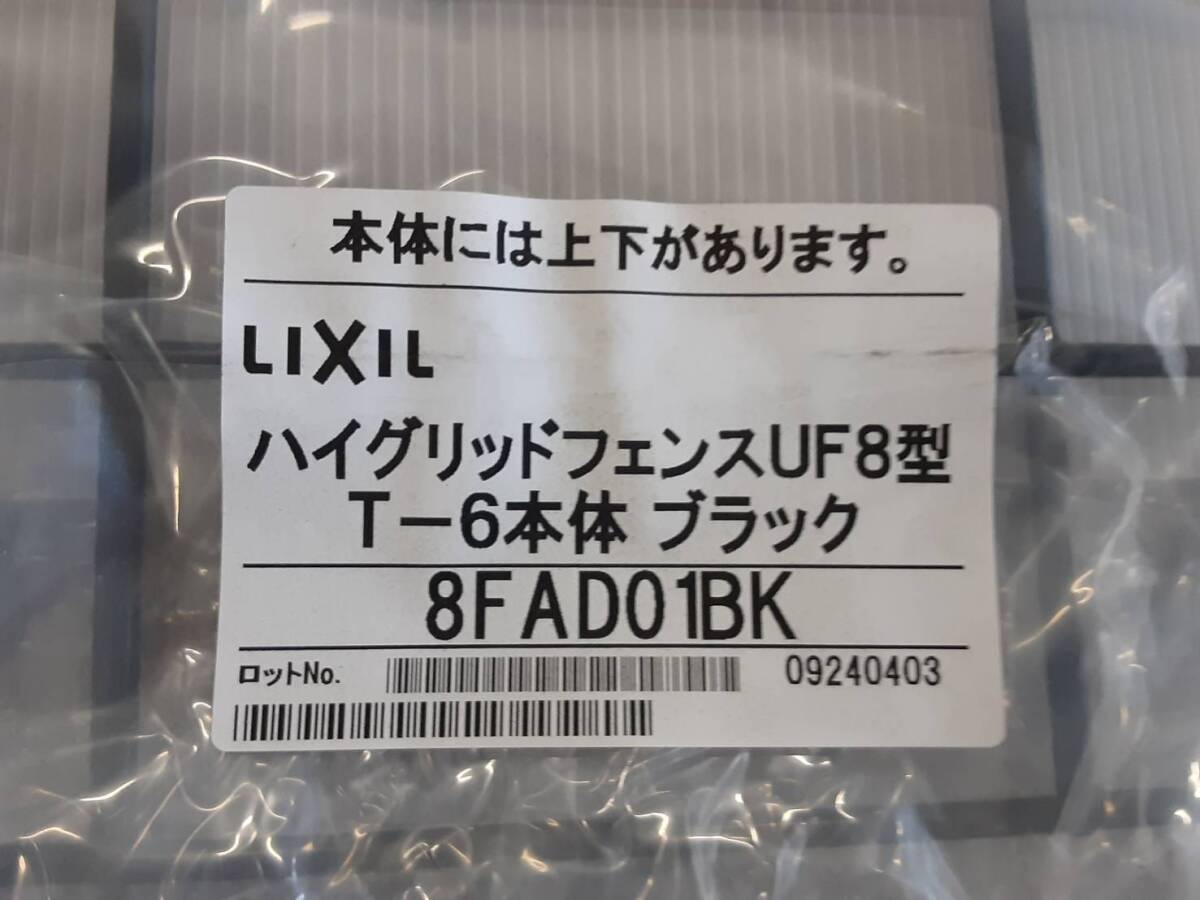 本体には上下があります。
LIXIL
ハイグリッドフェンスUF8型
T－6本体 ブラック
8FAD01BK
ロットNo. 09240403